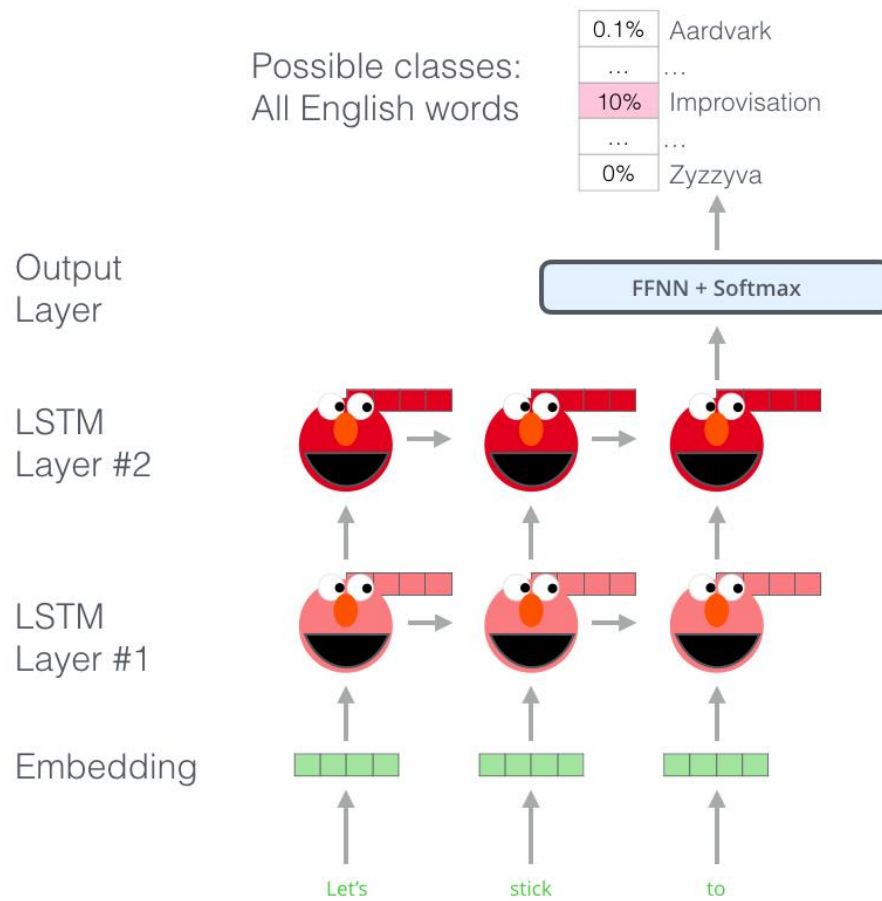 Possible classes:
All English words
0.1% Aardvark
... ...
10% Improvisation
... ...
0% Zyzzyva
Output
Layer
FFNN + Softmax
LSTM
Layer #2
LSTM
Layer #1
Embedding
Let's stick to